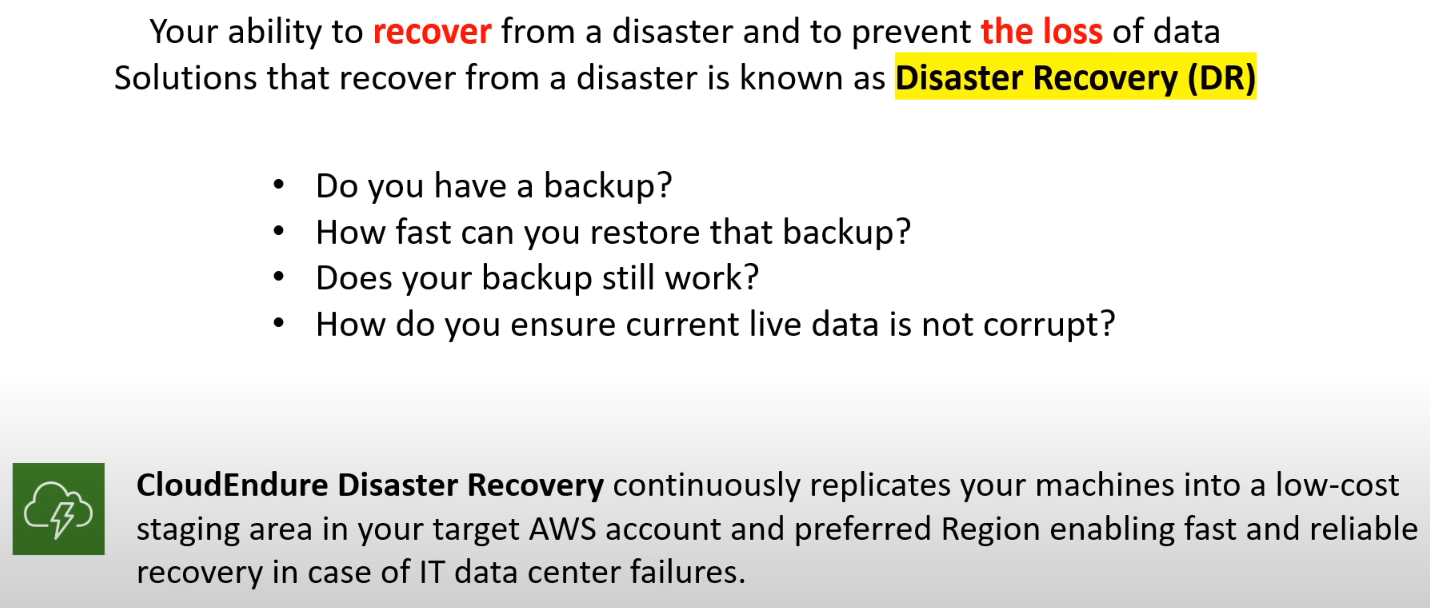 Your ability to recover from a disaster and to prevent the loss of data
Solutions that recover from a disaster is known as Disaster Recovery (DR)
• Do you have a backup?
• How fast can you restore that backup?
• Does your backup still work?
• How do you ensure current live data is not corrupt?
CloudEndure Disaster Recovery continuously replicates your machines into a low-cost
staging area in your target AWS account and preferred Region enabling fast and reliable
recovery in case of IT data center failures.